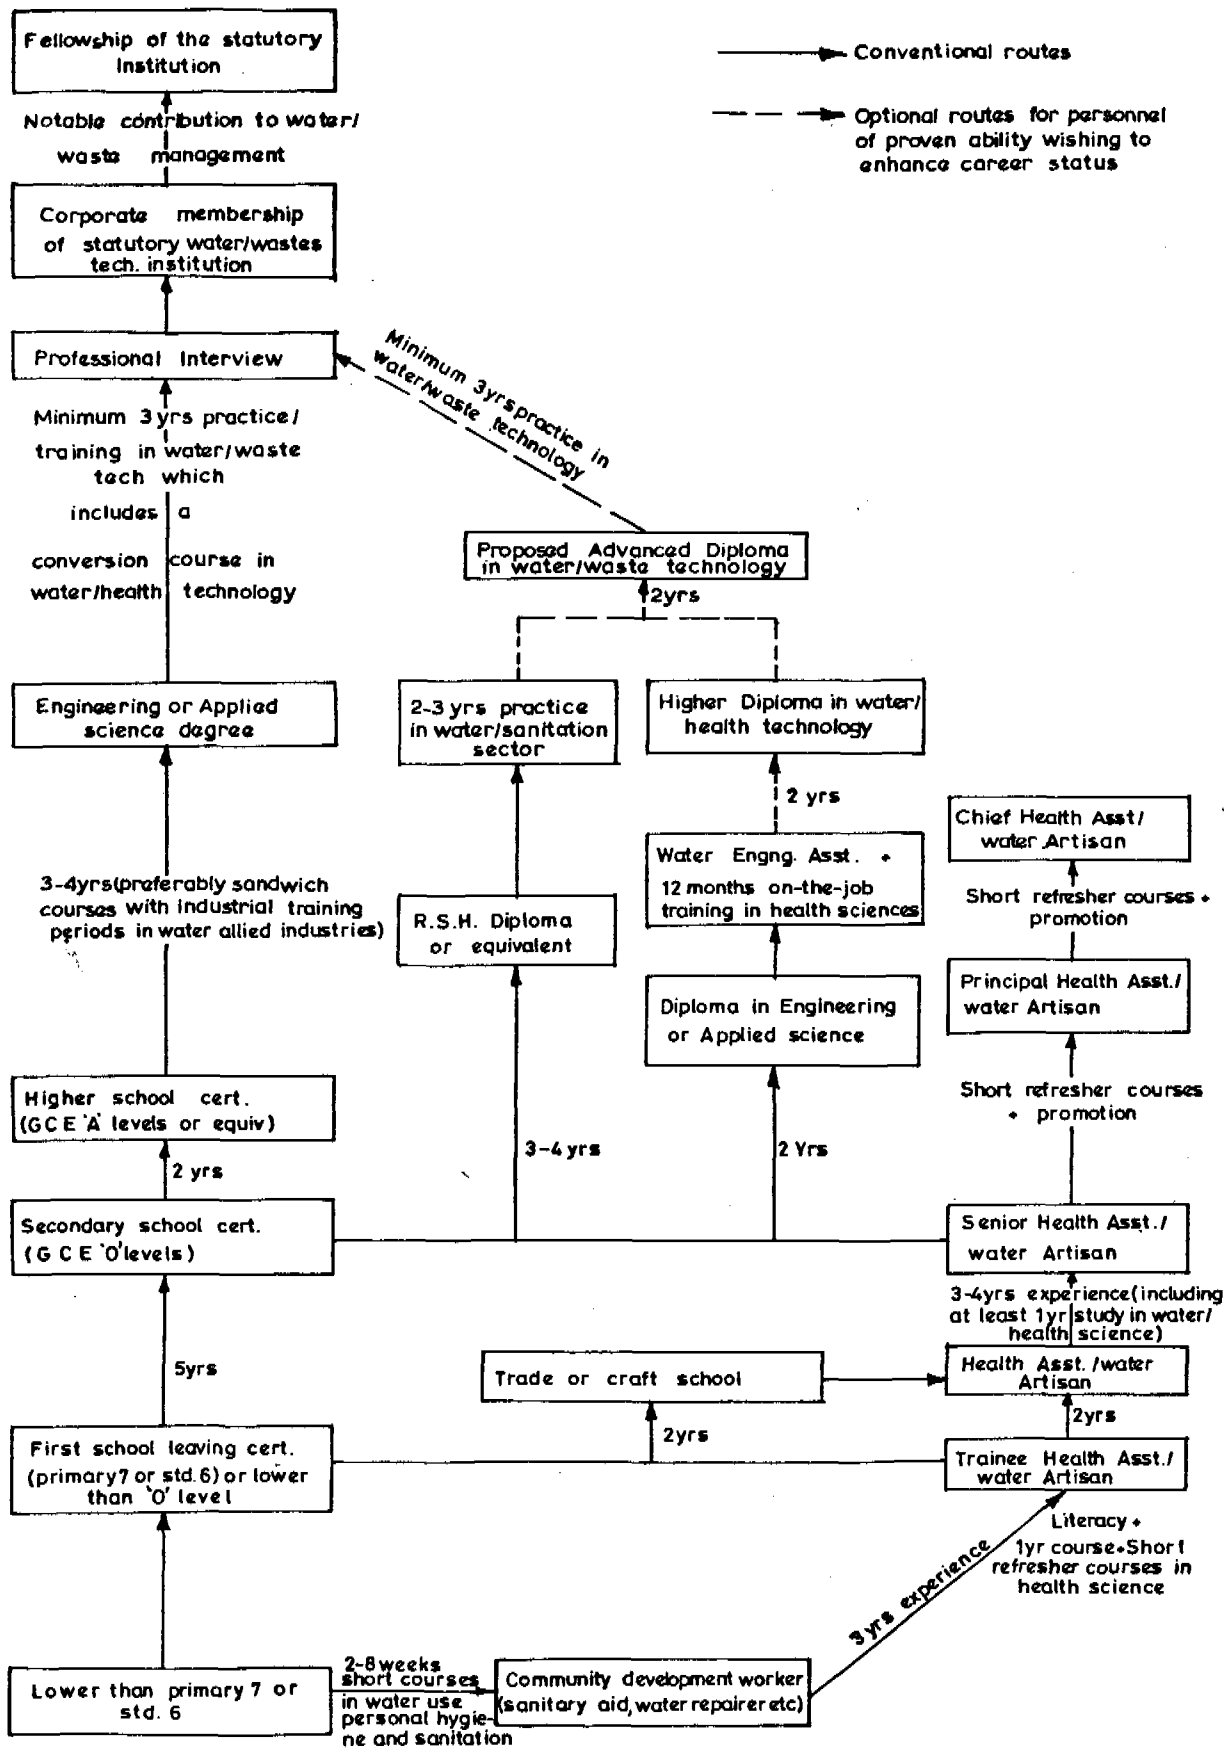 Fellowship of the statutory
Institution
Conventional routes
Notable contribution to water/
waste management
Optional routes for personnel
of proven ability wishing to
enhance career status
Corporate membership
of statutory water/wastes
tech. institution
Professional Interview
Minimum 3yrs practice in
water/waste technology
Minimum 3yrs practice/
training in water/waste
tech which
includes a
conversion course in
water/health technology
Proposed Advanced Diploma
in water/waste technology
2yrs
Engineering or Applied
science degree
2-3 yrs practice
in water/sanitation
sector
Higher Diploma in water/
health technology
2 yrs
Chief Health Asst/
water Artisan
Water Engng. Asst. +
12 months on-the-job
training in health sciences
3-4yrs(preferably sandwich
courses with industrial training
periods in water allied industries)
Short refresher courses +
promotion
R.S.H. Diploma
or equivalent
Principal Health Asst./
water Artisan
Diploma in Engineering
or Applied science
Higher school cert.
(GCE 'A' levels or equiv)
Short refresher courses
+ promotion
3-4 yrs
2 Yrs
2 yrs
Secondary school cert.
(G C E 'O' levels)
Senior Health Asst./
water Artisan
3-4yrs experience(including
at least 1yr study in water/
health science)
5yrs
Trade or craft school
Health Asst./water
Artisan
2yrs
2yrs
First school leaving cert.
(primary 7 or std.6) or lower
than 'O' level
Trainee Health Asst./
water Artisan
Literacy +
1yr course+Short
refresher courses in
health science
3yrs experience
Lower than primary 7 or
std. 6
2-8 weeks
short courses
in water use
personal hygie-
ne and sanitation
Community development worker
(sanitary aid, water repairer etc)